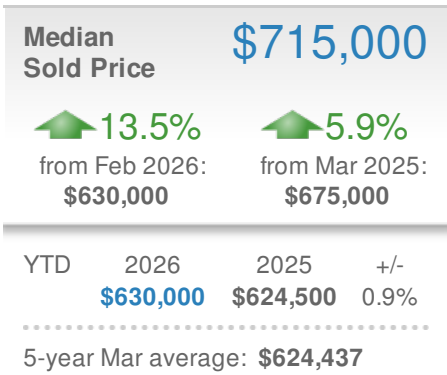 Median $715,000
Sold Price
13.5% 5.9%
from Feb 2026: from Mar 2025:
$630,000 $675,000
YTD 2026 2025 +/-
$630,000 $624,500 0.9%
5-year Mar average: $624,437